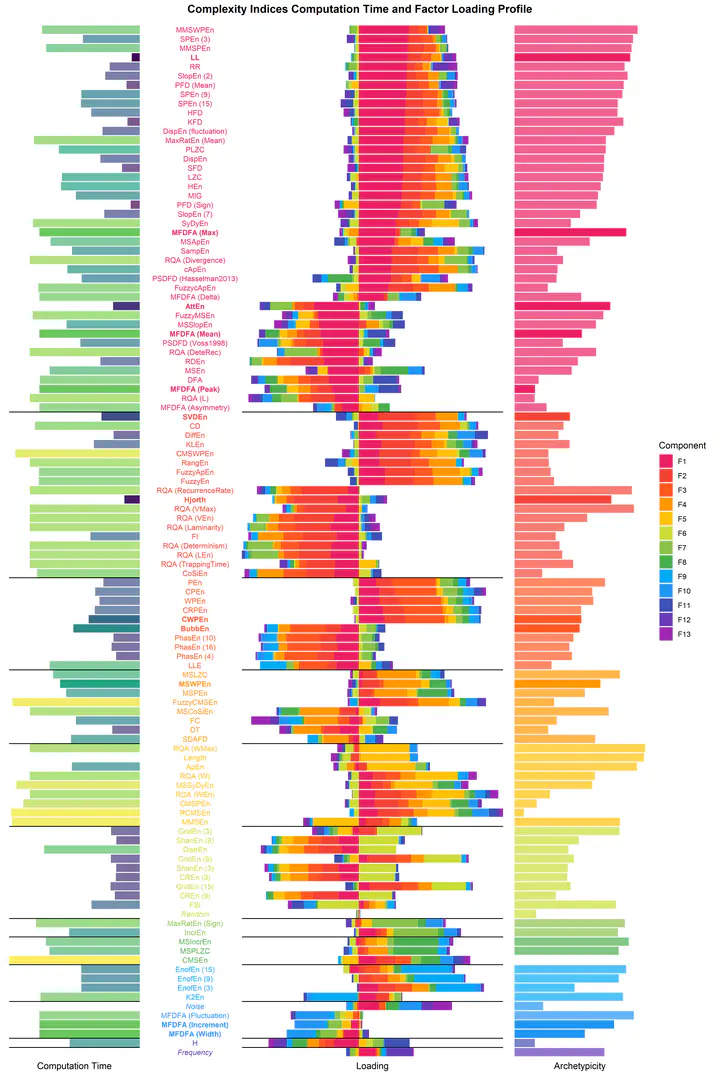 Complexity Indices Computation Time and Factor Loading Profile
MMSWPEn
SPEn (3)
MMSPEn
LL
RR
SlopEn (2)
PFD (Mean)
SPEn (9)
SPEn (15)
HFD
KFD
DispEn (fluctuation)
MaxRatEn (Mean)
PLZC
DispEn
SFD
LZC
HEn
MIG
PFD (Sign)
SlopEn (7)
SyDyEn
MFDFA (Max)
MSApEn
SampEn
RQA (Divergence)
cApEn
PSDFD (Hasselman2013)
FuzzycApEn
MFDFA (Delta)
AttEn
FuzzyMSEn
MSSlopEn
MFDFA (Mean)
PSDFD (Voss1998)
RQA (DeteRec)
RDEn
MSEn
DFA
MFDFA (Peak)
RQA (L)
MFDFA (Asymmetry)
SVDEn
CD
DiffEn
KLEn
CMSWPEn
RangEn
FuzzyApEn
FuzzyEn
RQA (RecurrenceRate)
Hjorth
RQA (VMax)
RQA (VEn)
RQA (Laminarity)
FI
RQA (Determinism)
RQA (LEn)
RQA (TrappingTime)
CoSiEn
PEn
CPEn
WPEn
CRPEn
CWPEn
BubbEn
PhasEn (10)
PhasEn (16)
PhasEn (4)
LLE
MSLZC
MSWPEn
MSPEn
FuzzyCMSEn
MSCoSiEn
FC
DT
SDAFD
RQA (WMax)
Length
ApEn
RQA (W)
MSSyDyEn
RQA (WEn)
CMSPEn
RCMSEn
MMSEn
GridEn (3)
ShanEn (9)
DistrEn
GridEn (9)
ShanEn (3)
CREn (3)
GridEn (15)
CREn (9)
Random
MaxRatEn (Sign)
IncrEn
MSIncrEn
MSPLZC
CMSEn
EnofEn (15)
EnofEn (9)
EnofEn (3)
K2En
Noise
MFDFA (Fluctuation)
MFDFA (Increment)
MFDFA (Width)
H
Frequency
Component
F1
F2
F3
F4
F5
F6
F7
F8
F9
F10
F11
F12
F13
Computation Time
Loading
Archetypicity